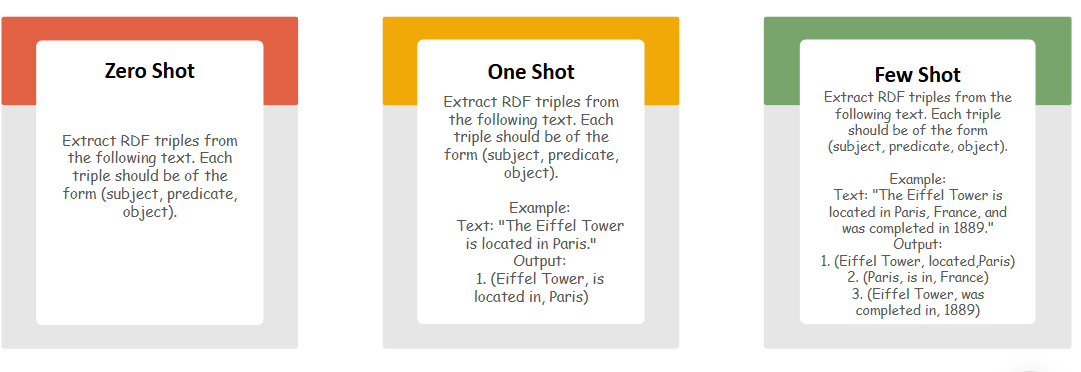 Zero Shot
Extract RDF triples from
the following text. Each
triple should be of the
form (subject, predicate,
object).
One Shot
Extract RDF triples from
the following text. Each
triple should be of the
form (subject, predicate,
object).
Example:
Text: "The Eiffel Tower
is located in Paris."
Output:
1. (Eiffel Tower, is
located in, Paris)
Few Shot
Extract RDF triples from the
following text. Each triple
should be of the form
(subject, predicate, object).
Example:
Text: "The Eiffel Tower is
located in Paris, France, and
was completed in 1889."
Output:
1. (Eiffel Tower, located,Paris)
2. (Paris, is in, France)
3. (Eiffel Tower, was
completed in, 1889)